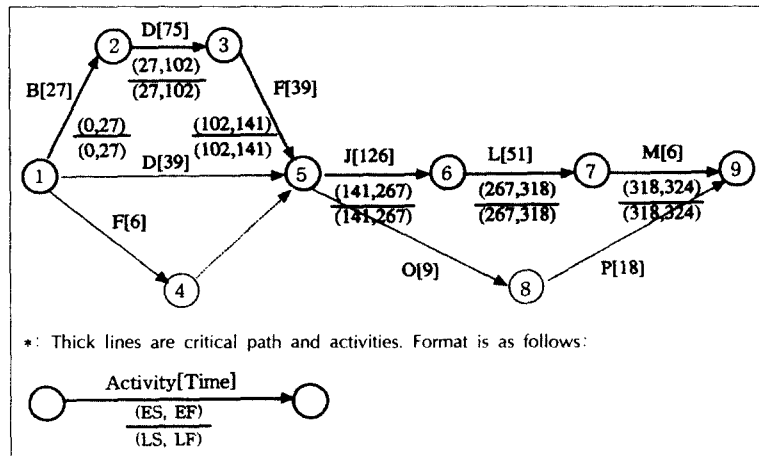 D[75]
2
3
(27,102)
(27,102)
B[27]
F[39]
(0,27)
(0,27)
(102,141)
(102,141)
1
D[39]
5
J[126]
6
L[51]
7
M[6]
9
(141,267)
(141,267)
(267,318)
(267,318)
(318,324)
(318,324)
F[6]
4
O[9]
8
P[18]
*: Thick lines are critical path and activities. Format is as follows:
Activity[Time]
(ES, EF)
(LS, LF)